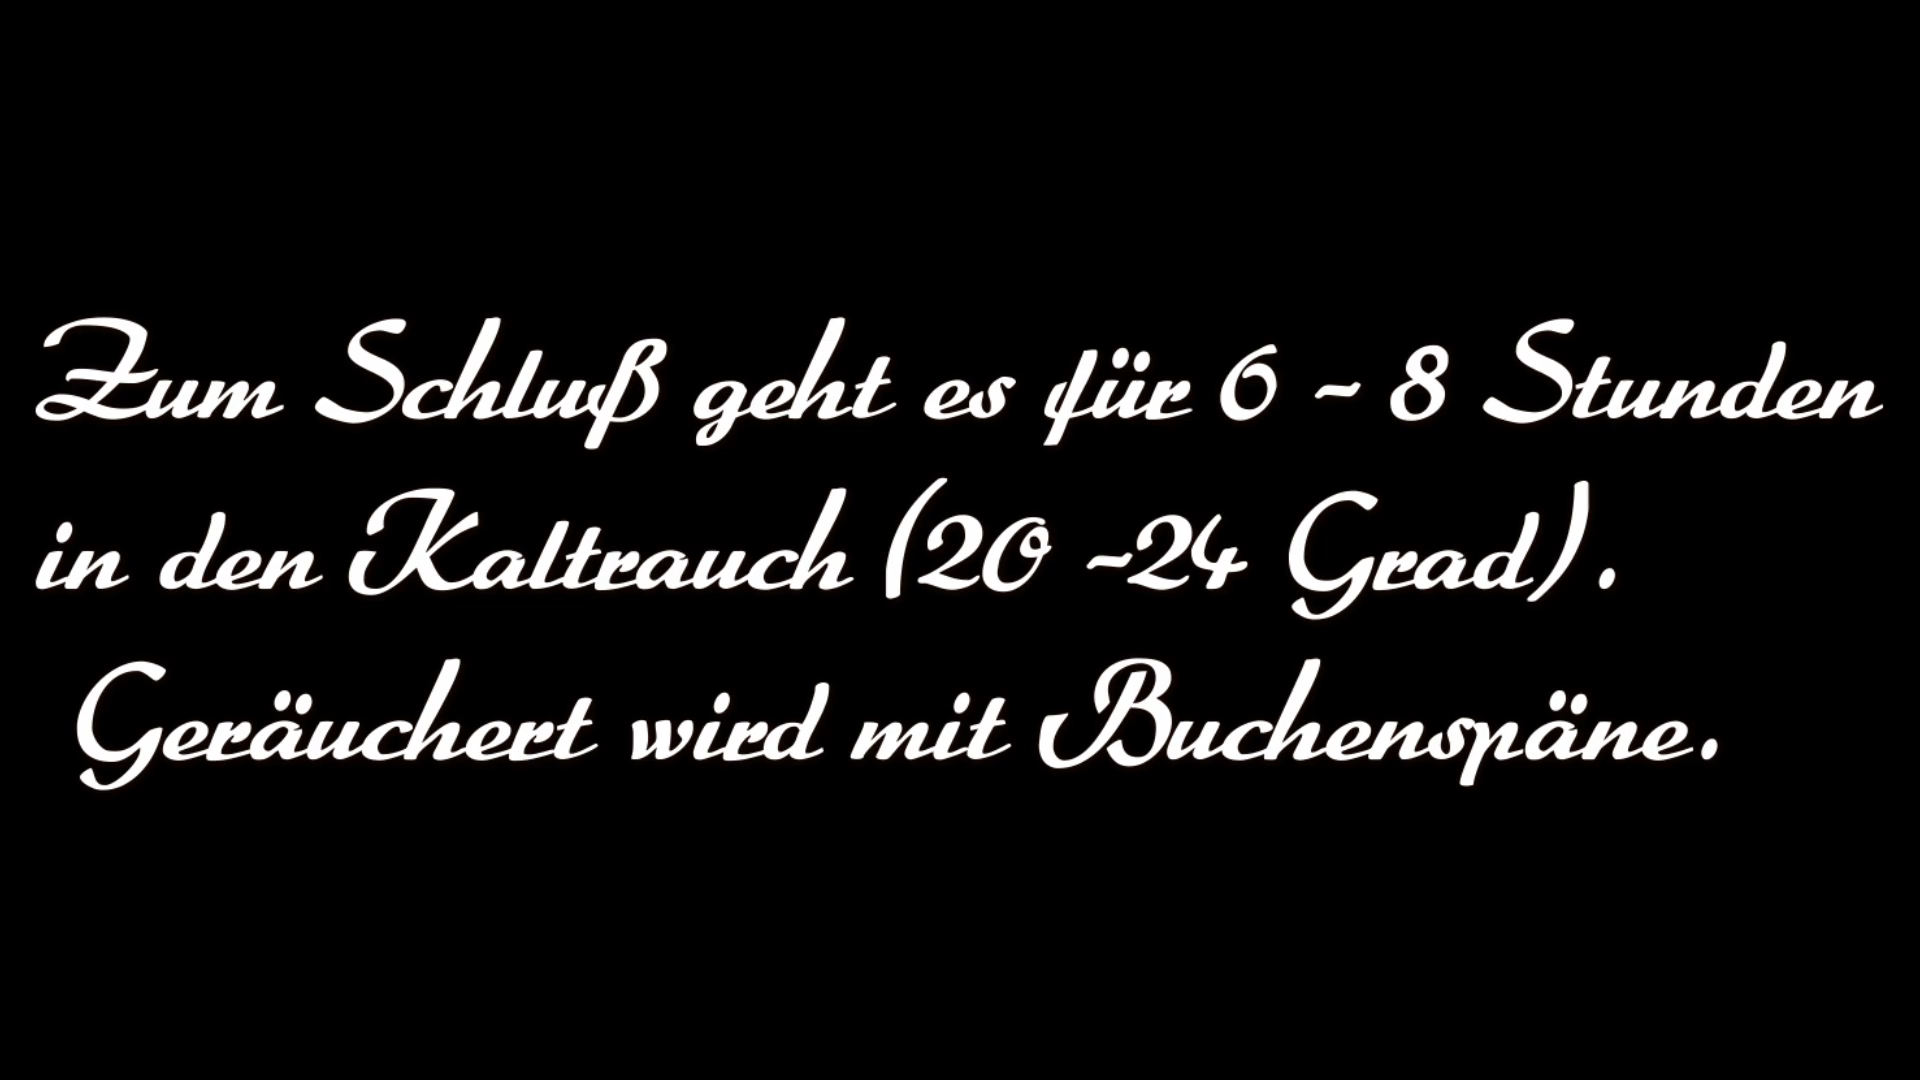 Zum Schluß geht es für 6 - 8 Stunden
in den Kaltrauch (20 -24 Grad).
Geräuchert wird mit Buchenspäne.